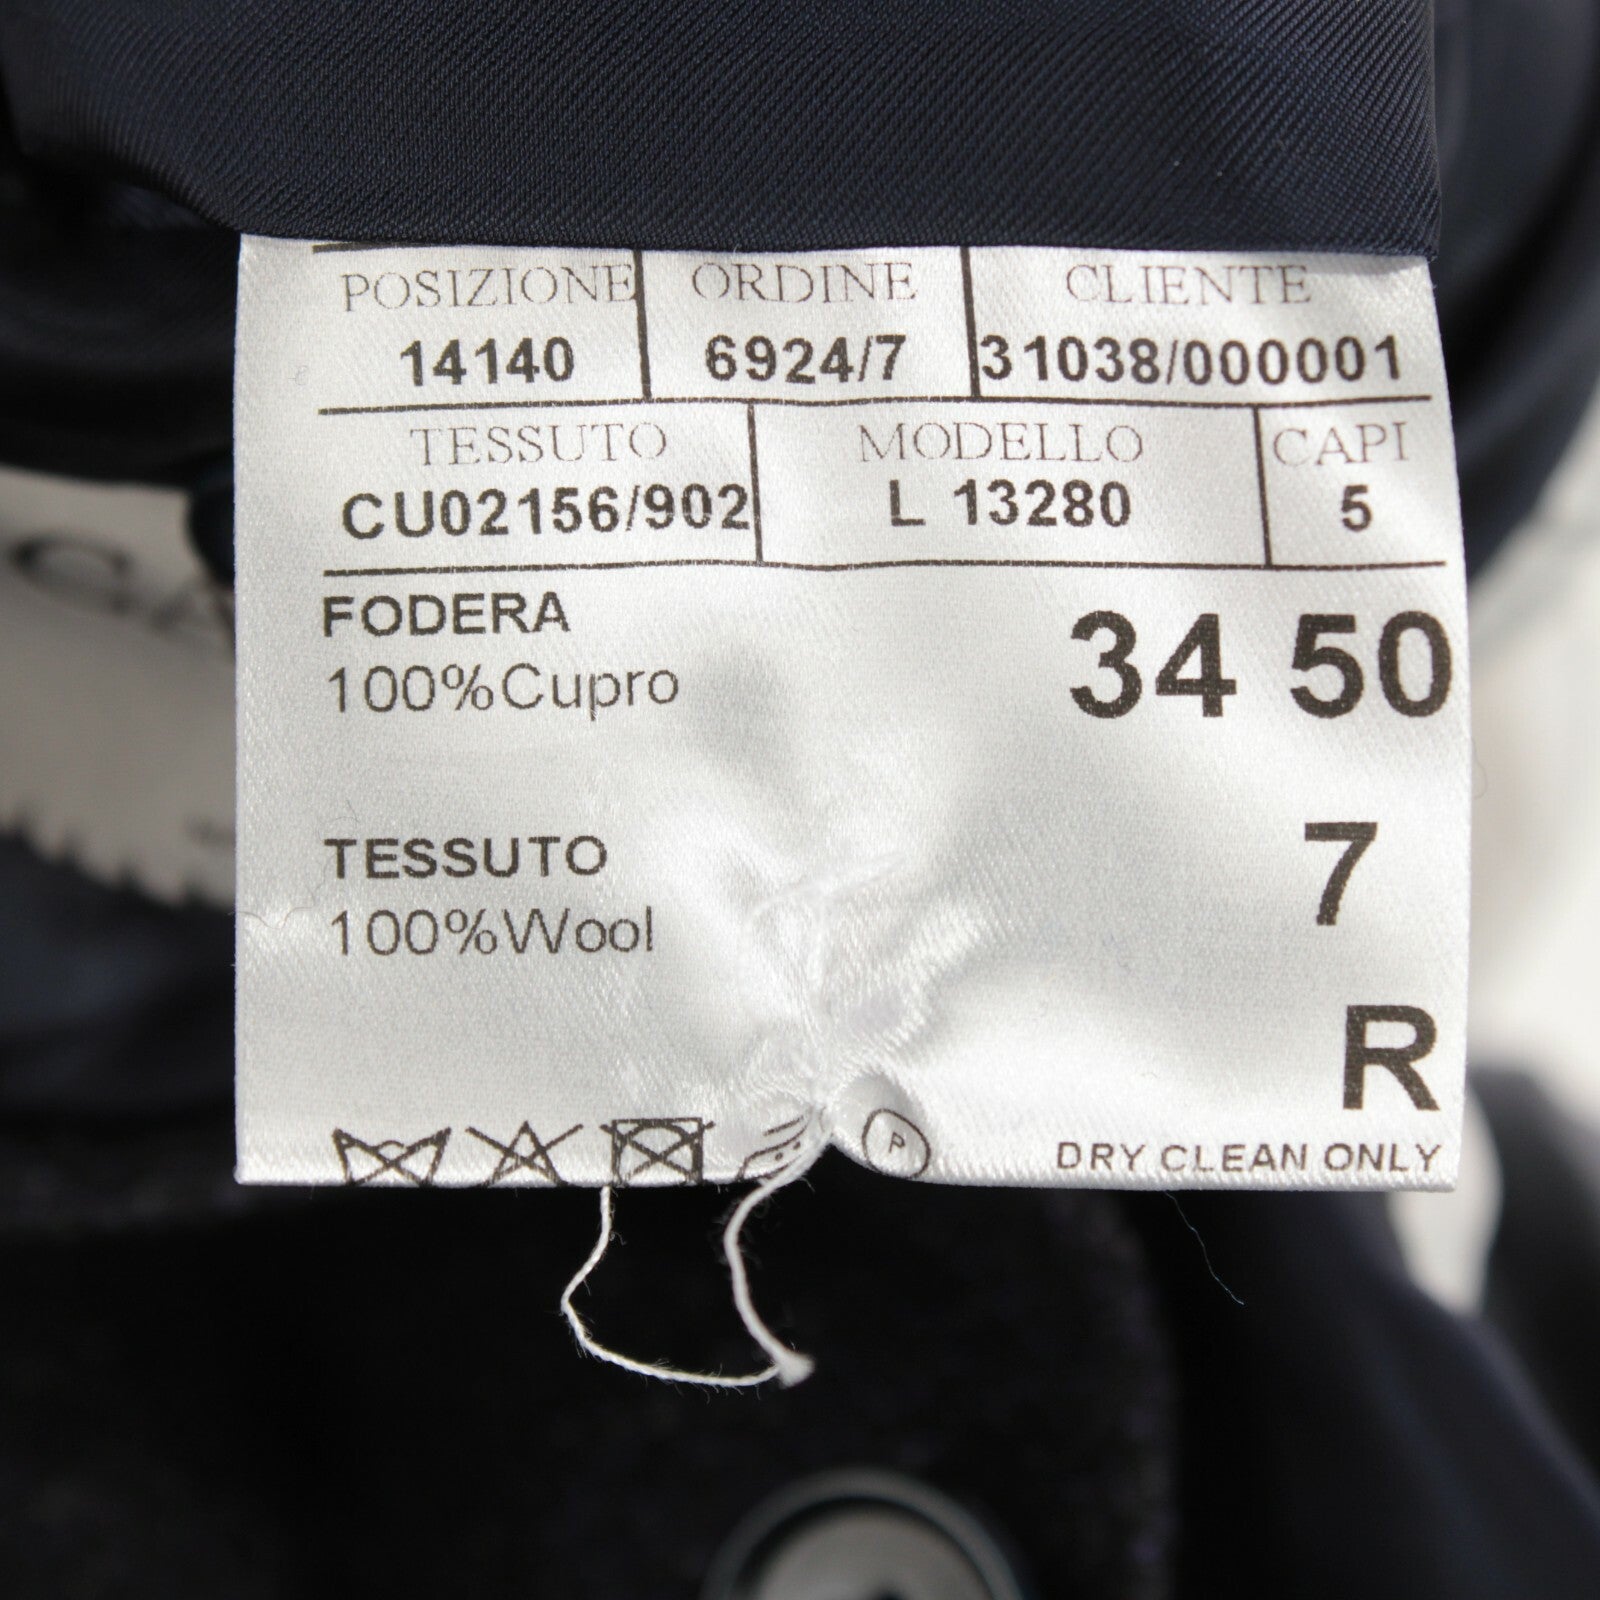 POSIZIONE ORDINE CLIENTE
14140 6924/7 31038/000001
TESSUTO MODELLO CAPI
CU02156/902 L 13280 5
FODERA
100%Cupro 34 50
TESSUTO 7
100%Wool
R
P
DRY CLEAN ONLY